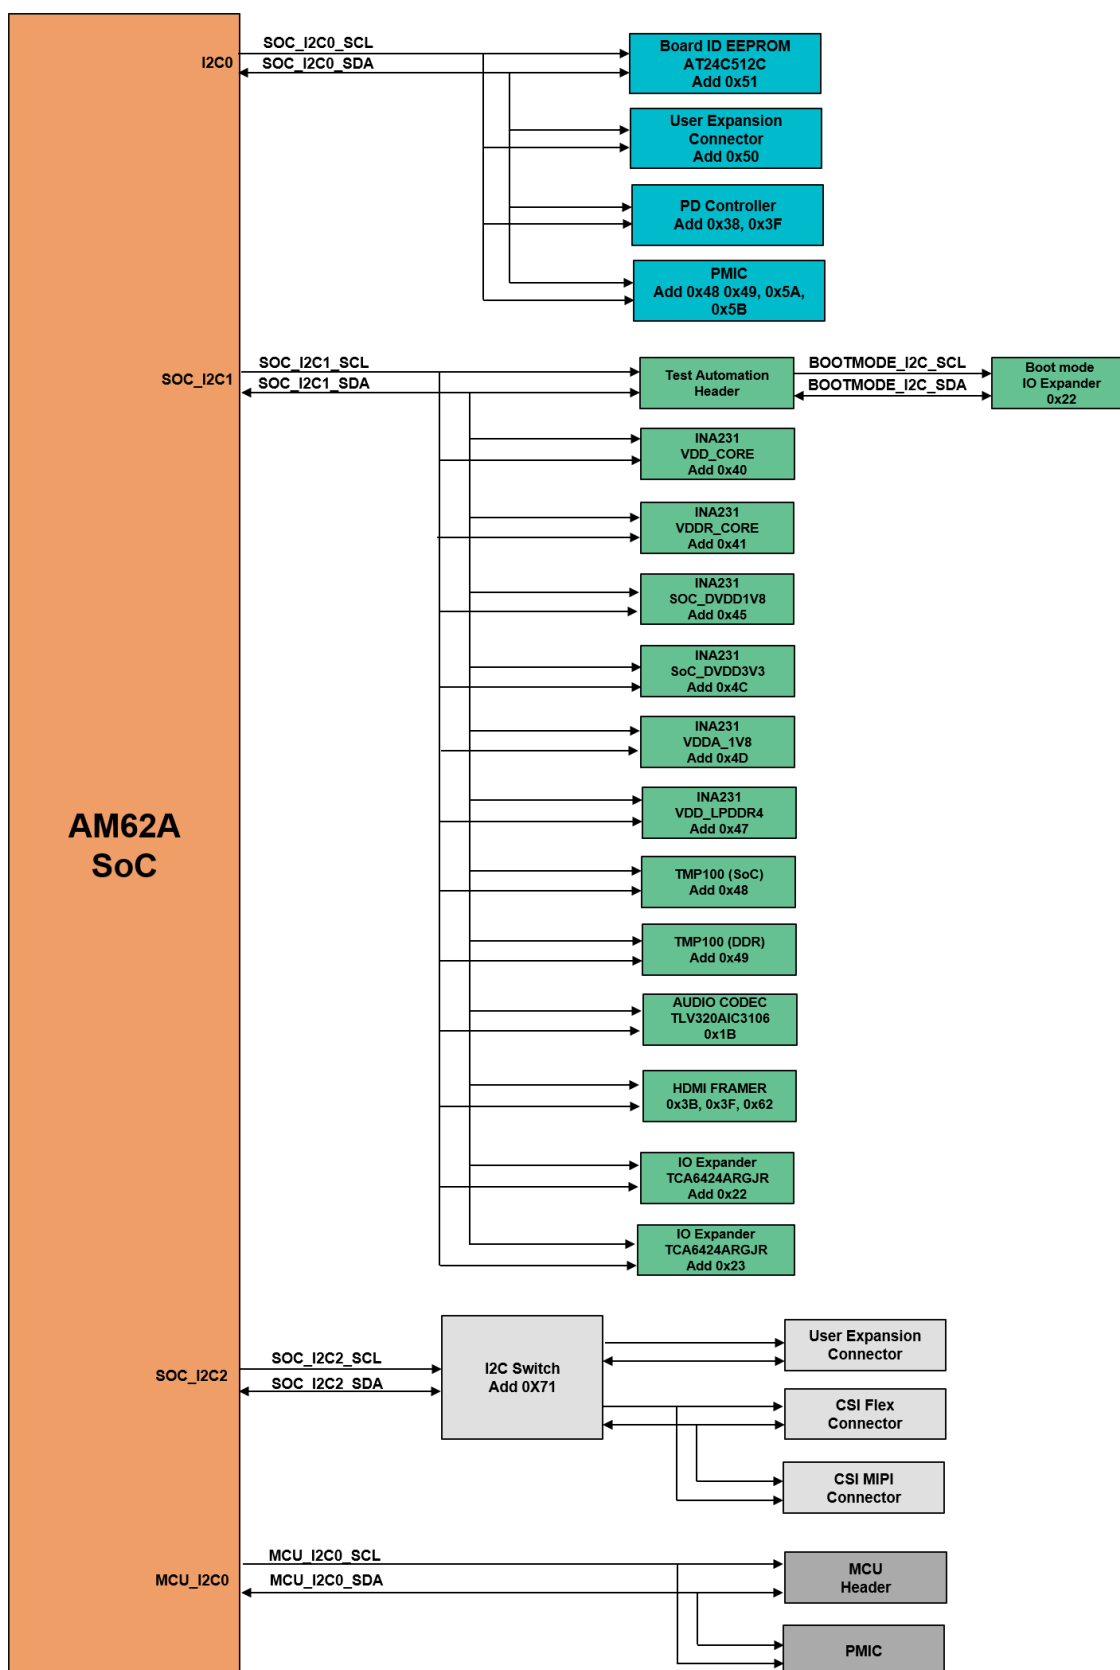 I2C0
SOC_I2C0_SCL
SOC_I2C0_SDA
Board ID EEPROM
AT24C512C
Add 0x51
User Expansion
Connector
Add 0x50
PD Controller
Add 0x38, 0x3F
PMIC
Add 0x48 0x49, 0x5A,
0x5B
SOC_I2C1
SOC_I2C1_SCL
SOC_I2C1_SDA
Test Automation
Header
BOOTMODE_I2C_SCL
BOOTMODE_I2C_SDA
Boot mode
IO Expander
0x22
INA231
VDD_CORE
Add 0x40
INA231
VDDR_CORE
Add 0x41
INA231
SOC_DVDD1V8
Add 0x45
INA231
SoC_DVDD3V3
Add 0x4C
INA231
VDDA_1V8
Add 0x4D
INA231
VDD_LPDDR4
Add 0x47
AM62A
SoC
TMP100 (SoC)
Add 0x48
TMP100 (DDR)
Add 0x49
AUDIO CODEC
TLV320AIC3106
0x1B
HDMI FRAMER
0x3B, 0x3F, 0x62
IO Expander
TCA6424ARGJR
Add 0x22
IO Expander
TCA6424ARGJR
Add 0x23
SOC_I2C2
SOC_I2C2_SCL
SOC_I2C2_SDA
I2C Switch
Add 0X71
User Expansion
Connector
CSI Flex
Connector
CSI MIPI
Connector
MCU_I2C0
MCU_I2C0_SCL
MCU_I2C0_SDA
MCU
Header
PMIC